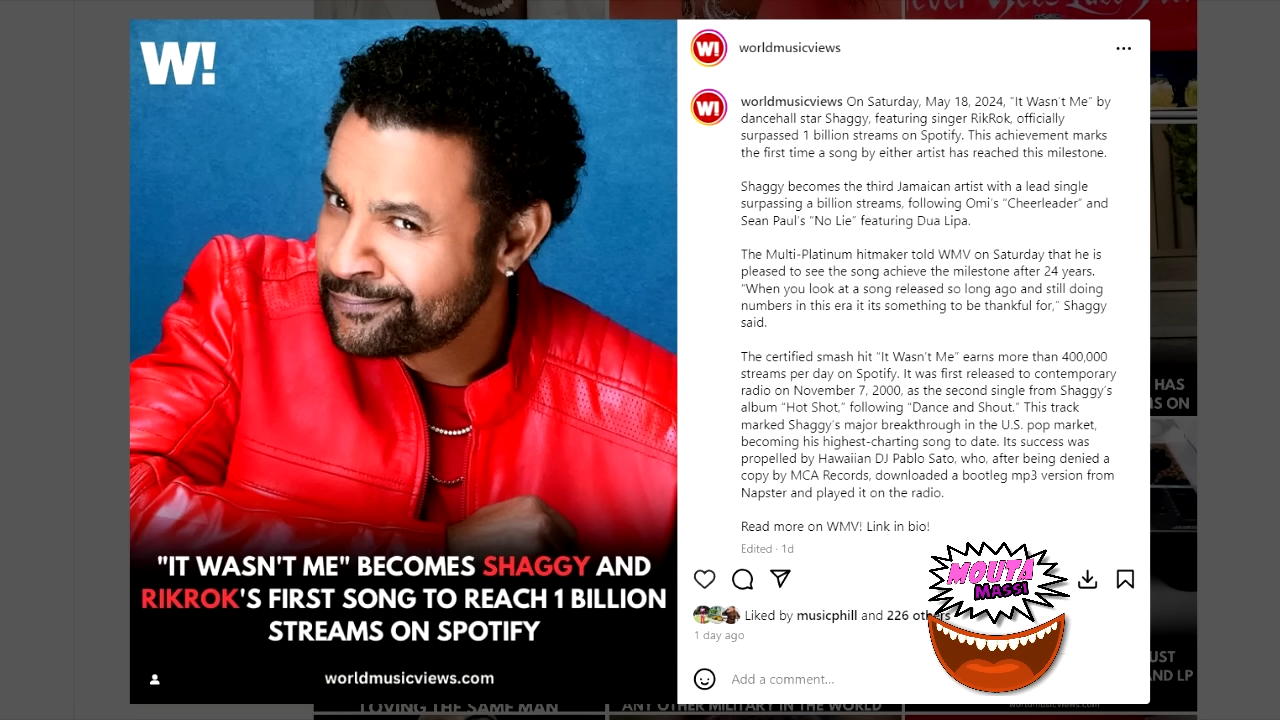 ever Here Last
W!
W! worldmusicviews
W! worldmusicviews On Saturday, May 18, 2024, "It Wasn't Me" by
dancehall star Shaggy, featuring singer RikRok, officially
surpassed 1 billion streams on Spotify. This achievement marks
the first time a song by either artist has reached this milestone.
Shaggy becomes the third Jamaican artist with a lead single
surpassing a billion streams, following Omi's "Cheerleader" and
Sean Paul's "No Lie" featuring Dua Lipa.
The Multi-Platinum hitmaker told WMV on Saturday that he is
pleased to see the song achieve the milestone after 24 years.
"When you look at a song released so long ago and still doing
numbers in this era it its something to be thankful for," Shaggy
said.
The certified smash hit "It Wasn't Me" earns more than 400,000
streams per day on Spotify. It was first released to contemporary
radio on November 7, 2000, as the second single from Shaggy's
album "Hot Shot," following "Dance and Shout." This track
marked Shaggy's major breakthrough in the U.S. pop market,
becoming his highest-charting song to date. Its success was
propelled by Hawaiian DJ Pablo Sato, who, after being denied a
copy by MCA Records, downloaded a bootleg mp3 version from
Napster and played it on the radio.
Read more on WMV! Link in bio!
Edited · 1d
"IT WASN'T ME" BECOMES SHAGGY AND
RIKROK'S FIRST SONG TO REACH 1 BILLION
STREAMS ON SPOTIFY
worldmusicviews.com
MOUTA
MASSI
Liked by musicphill and 226 others
1 day ago
Add a comment...
HAS
IS ON
UST
AND LP
LOVING THE SAME MAN
ANY OTHER MILITARY IN THE WORLD
worldmusicviews.com